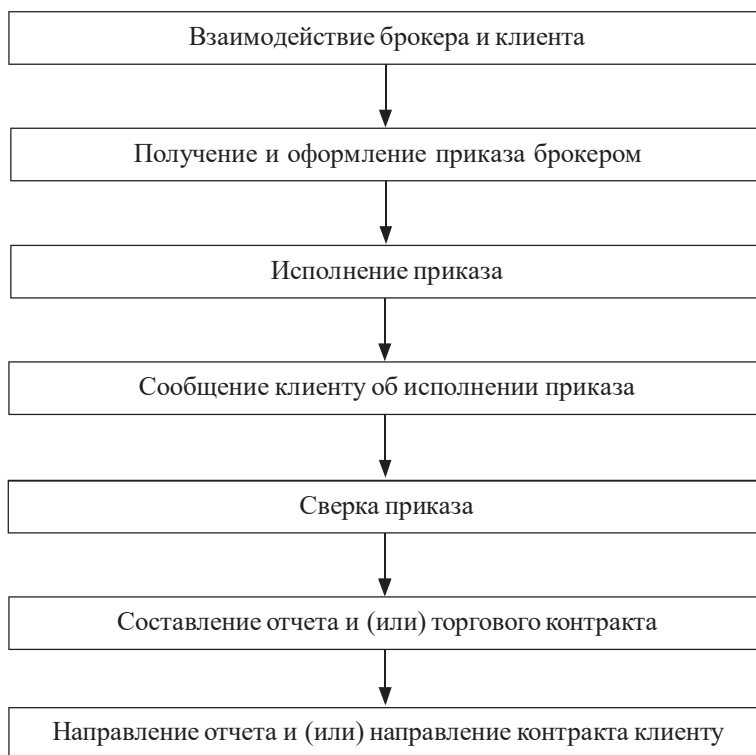 Взаимодействие брокера и клиента
Получение и оформление приказа брокером
Исполнение приказа
Сообщение клиенту об исполнении приказа
Сверка приказа
Составление отчета и (или) торгового контракта
Направление отчета и (или) направление контракта клиенту